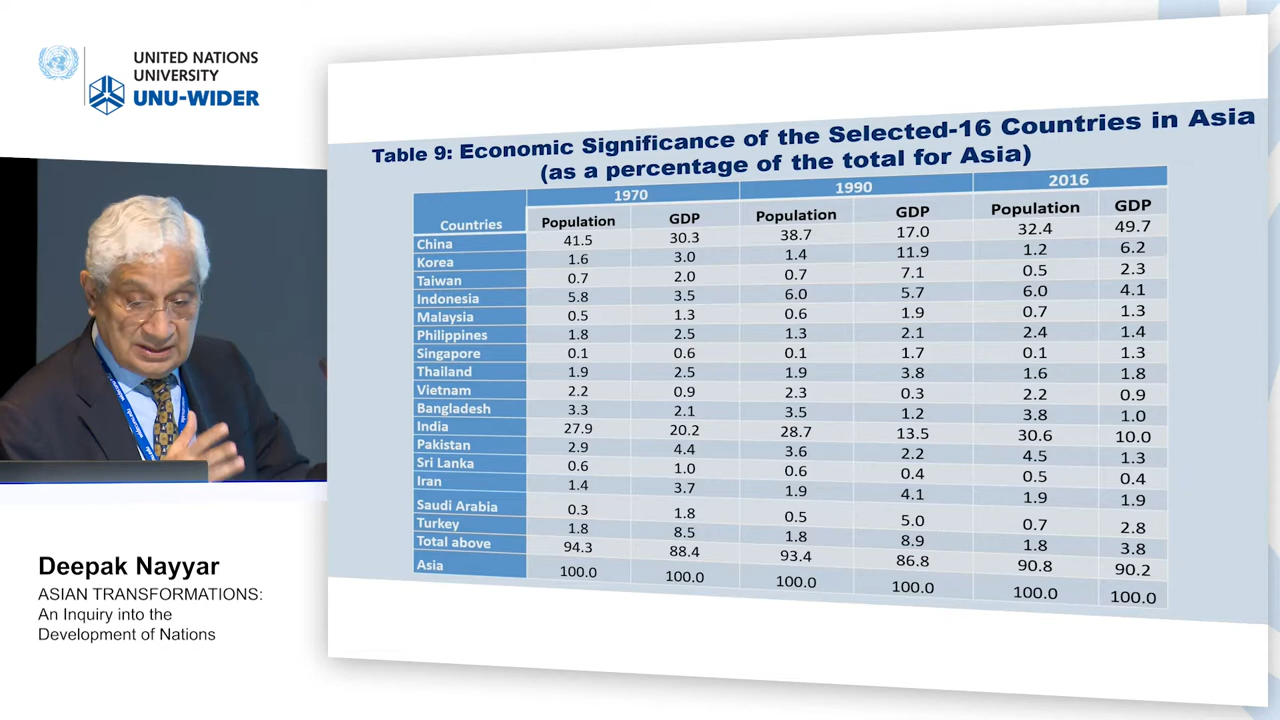 UNITED NATIONS
UNIVERSITY
UNU-WIDER
Table 9: Economic Significance of the Selected-16 Countries in Asia
(as a percentage of the total for Asia)
Countries 1970 1990 2016
Population GDP Population GDP Population GDP
China 41.5 30.3 38.7 17.0 32.4 49.7
Korea 1.6 3.0 1.4 11.9 1.2 6.2
Taiwan 0.7 2.0 0.7 7.1 0.5 2.3
Indonesia 5.8 3.5 6.0 5.7 6.0 4.1
Malaysia 0.5 1.3 0.6 1.9 0.7 1.3
Philippines 1.8 2.5 1.3 2.1 2.4 1.4
Singapore 0.1 0.6 0.1 1.7 0.1 1.3
Thailand 1.9 2.5 1.9 3.8 1.6 1.8
Vietnam 2.2 0.9 2.3 0.3 2.2 0.9
Bangladesh 3.3 2.1 3.5 1.2 3.8 1.0
India 27.9 20.2 28.7 13.5 30.6 10.0
Pakistan 2.9 4.4 3.6 2.2 4.5 1.3
Sri Lanka 0.6 1.0 0.6 0.4 0.5 0.4
Iran 1.4 3.7 1.9 4.1 1.9 1.9
Saudi Arabia 0.3 1.8 0.5 5.0 0.7 2.8
Turkey 1.8 8.5 1.8 8.9 1.8 3.8
Total above 94.3 88.4 93.4 86.8 90.8 90.2
Asia 100.0 100.0 100.0 100.0 100.0 100.0
Deepak Nayyar
ASIAN TRANSFORMATIONS:
An Inquiry into the
Development of Nations